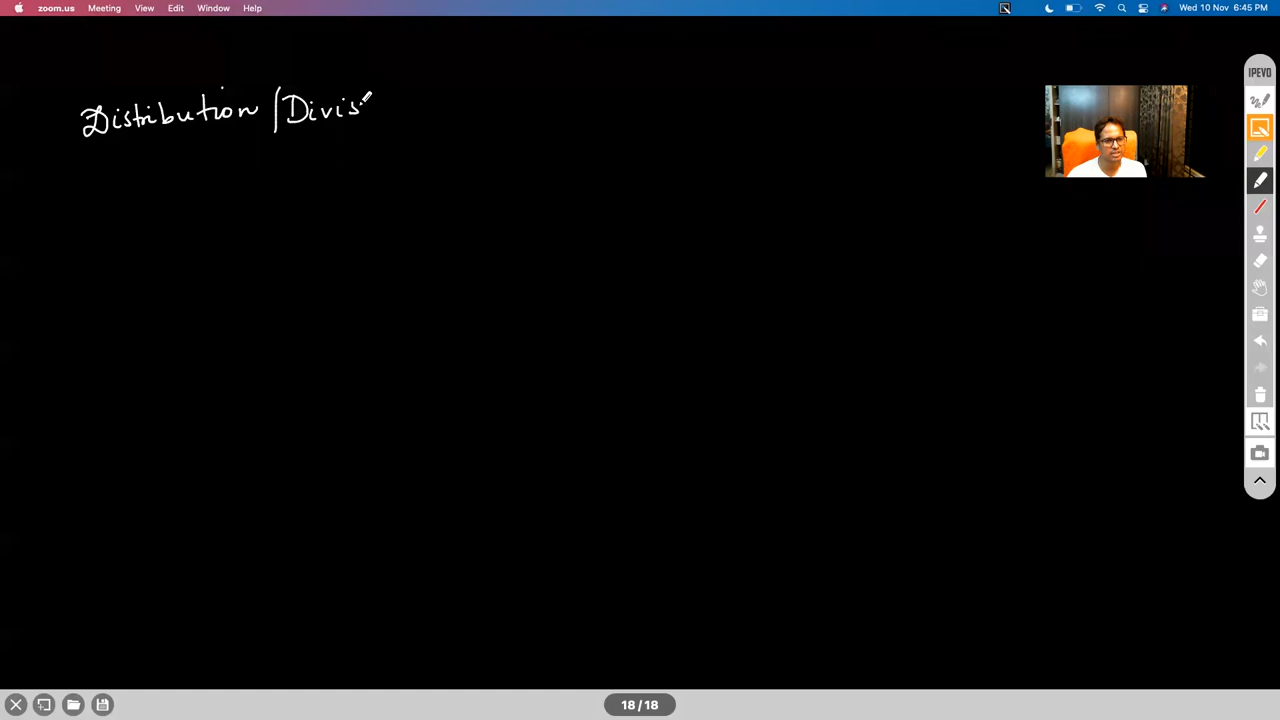 zoom.us Meeting View Edit Window Help Wed 10 Nov 6:45 PM
IPEVO
Distribution / Divis
18 / 18